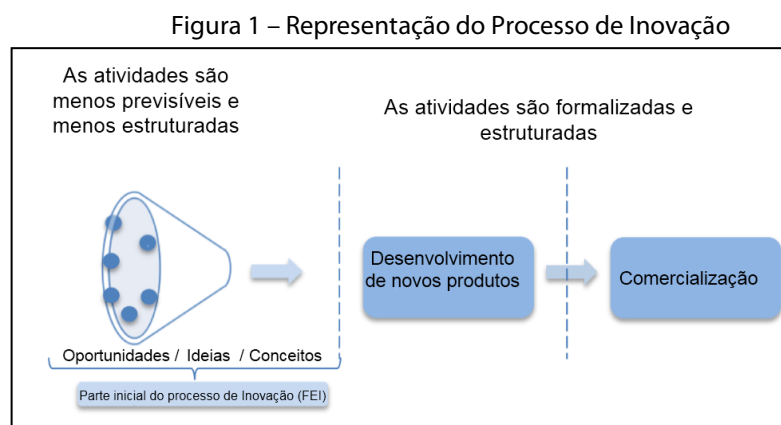 Figura 1 – Representação do Processo de Inovação
As atividades são
menos previsíveis e
menos estruturadas
As atividades são formalizadas e
estruturadas
Desenvolvimento
de novos produtos
Comercialização
Oportunidades / Ideias / Conceitos
Parte inicial do processo de Inovação (FEI)